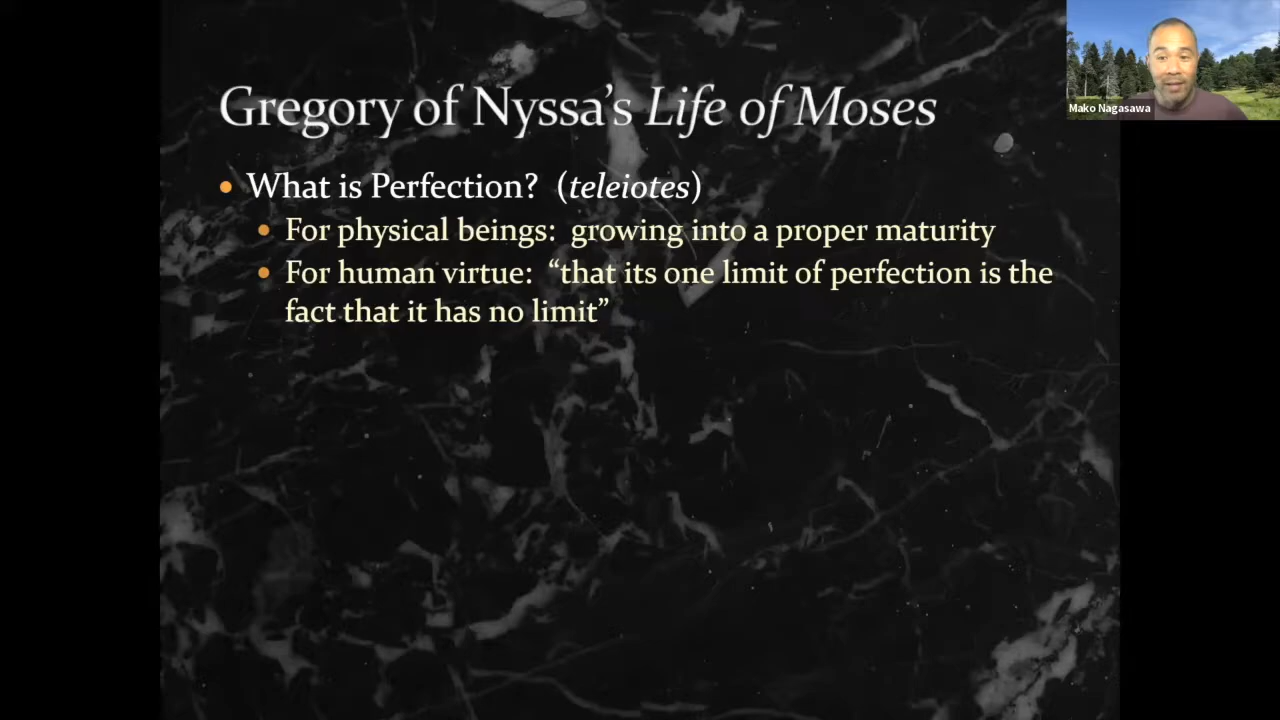 Gregory of Nyssa's Life of Moses
Mako Nagasawa
What is Perfection? (teleiotes)
For physical beings: growing into a proper maturity
For human virtue: “that its one limit of perfection is the
fact that it has no limit”